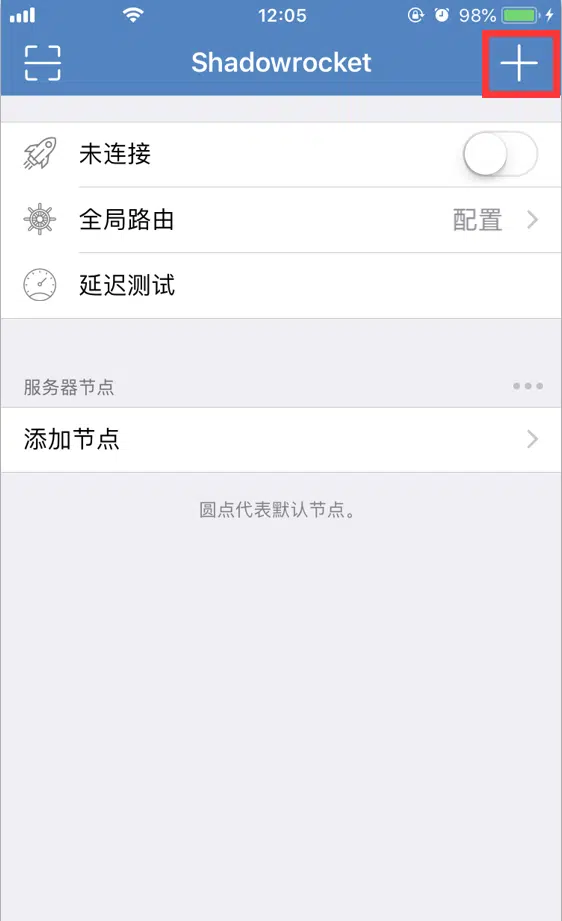 12:05 98%
Shadowrocket
未连接
全局路由 配置
延迟测试
服务器节点
添加节点
圆点代表默认节点。